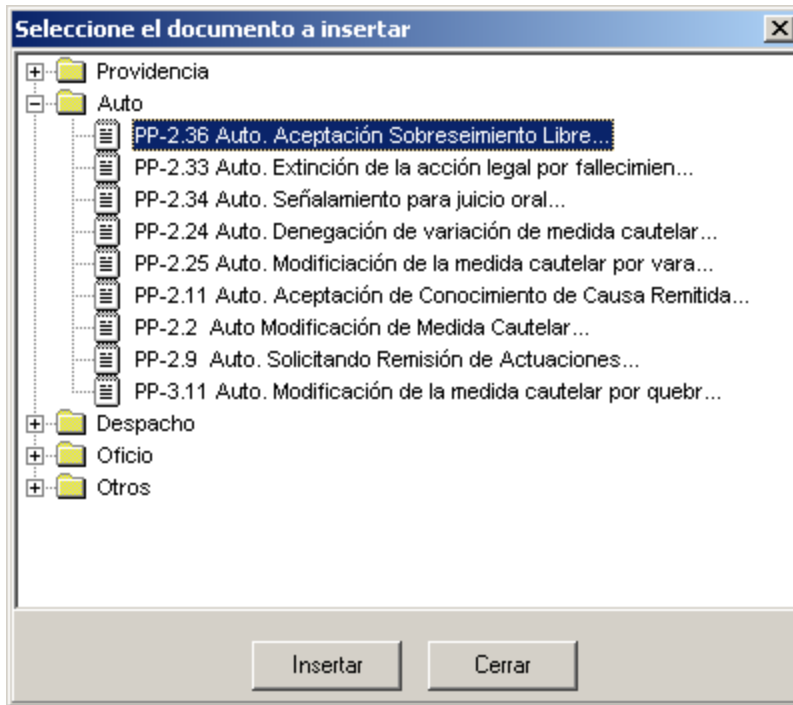 Seleccione el documento a insertar
Providencia
Auto
PP-2.36 Auto. Aceptación Sobreseimiento Libre...
PP-2.33 Auto. Extinción de la acción legal por fallecimien...
PP-2.34 Auto. Señalamiento para juicio oral...
PP-2.24 Auto. Denegación de variación de medida cautelar...
PP-2.25 Auto. Modificiación de la medida cautelar por vara...
PP-2.11 Auto. Aceptación de Conocimiento de Causa Remitida...
PP-2.2  Auto Modificación de Medida Cautelar...
PP-2.9  Auto. Solicitando Remisión de Actuaciones...
PP-3.11 Auto. Modificación de la medida cautelar por quebr...
Despacho
Oficio
Otros
Insertar Cerrar